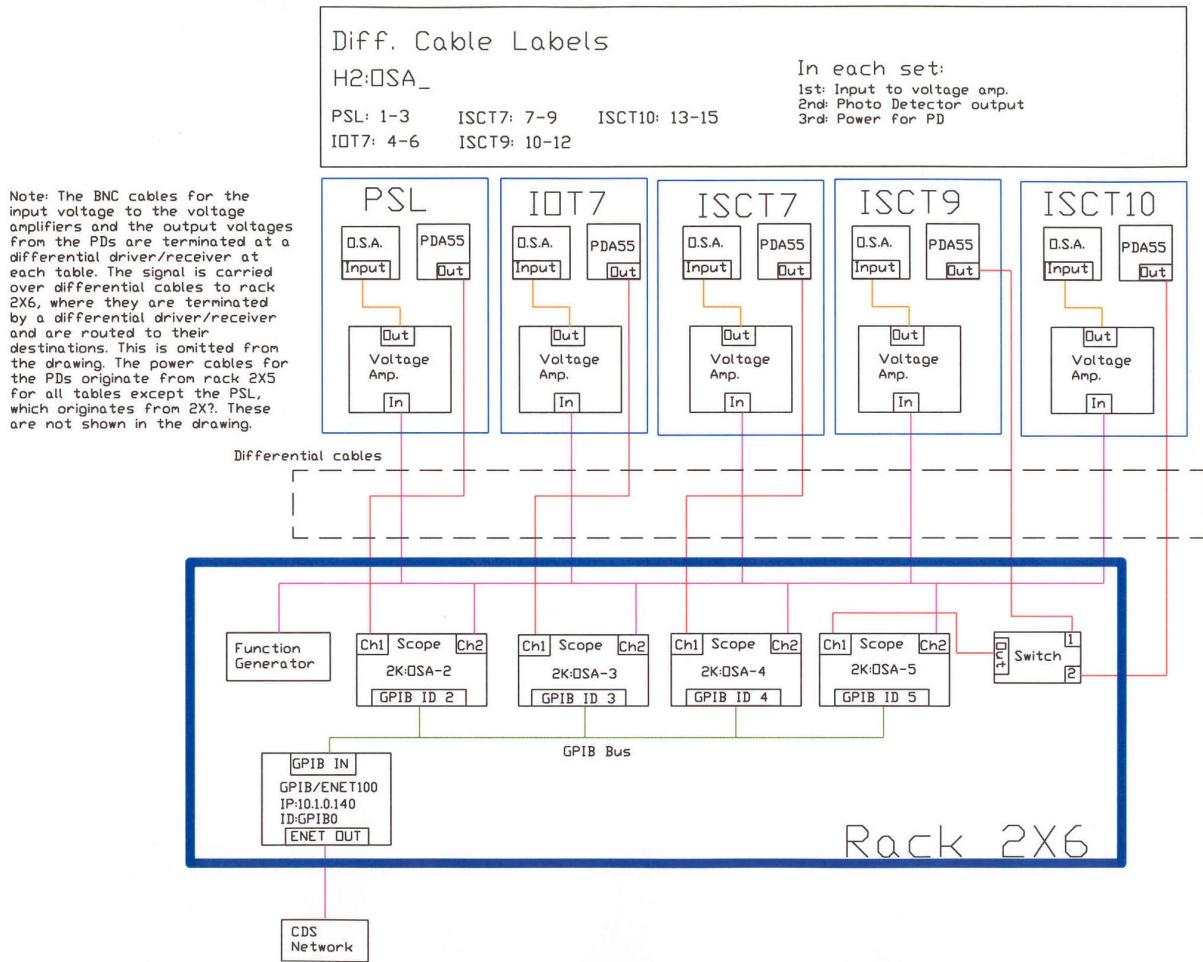 Diff. Cable Labels
H2:OSA_
PSL: 1-3 ISCT7: 7-9 ISCT10: 13-15
IOT7: 4-6 ISCT9: 10-12
In each set:
1st: Input to voltage amp.
2nd: Photo Detector output
3rd: Power for PD
Note: The BNC cables for the
input voltage to the voltage
amplifiers and the output voltages
from the PDs are terminated at a
differential driver/receiver at
each table. The signal is carried
over differential cables to rack
2X6, where they are terminated
by a differential driver/receiver
and are routed to their
destinations. This is omitted from
the drawing. The power cables for
the PDs originate from rack 2X5
for all tables except the PSL,
which originates from 2X?. These
are not shown in the drawing.
PSL
O.S.A.
Input
PDA55
Out
Out
Voltage
Amp.
In
IOT7
O.S.A.
Input
PDA55
Out
Out
Voltage
Amp.
In
ISCT7
O.S.A.
Input
PDA55
Out
Out
Voltage
Amp.
In
ISCT9
O.S.A.
Input
PDA55
Out
Out
Voltage
Amp.
In
ISCT10
O.S.A.
Input
PDA55
Out
Out
Voltage
Amp.
In
Differential cables
Function
Generator
Ch1 Scope Ch2
2K:OSA-2
GPIB ID 2
Ch1 Scope Ch2
2K:OSA-3
GPIB ID 3
Ch1 Scope Ch2
2K:OSA-4
GPIB ID 4
Ch1 Scope Ch2
2K:OSA-5
GPIB ID 5
Out
Switch
1
2
GPIB Bus
GPIB IN
GPIB/ENET100
IP:10.1.0.140
ID:GPIB0
ENET OUT
Rack 2X6
CDS
Network